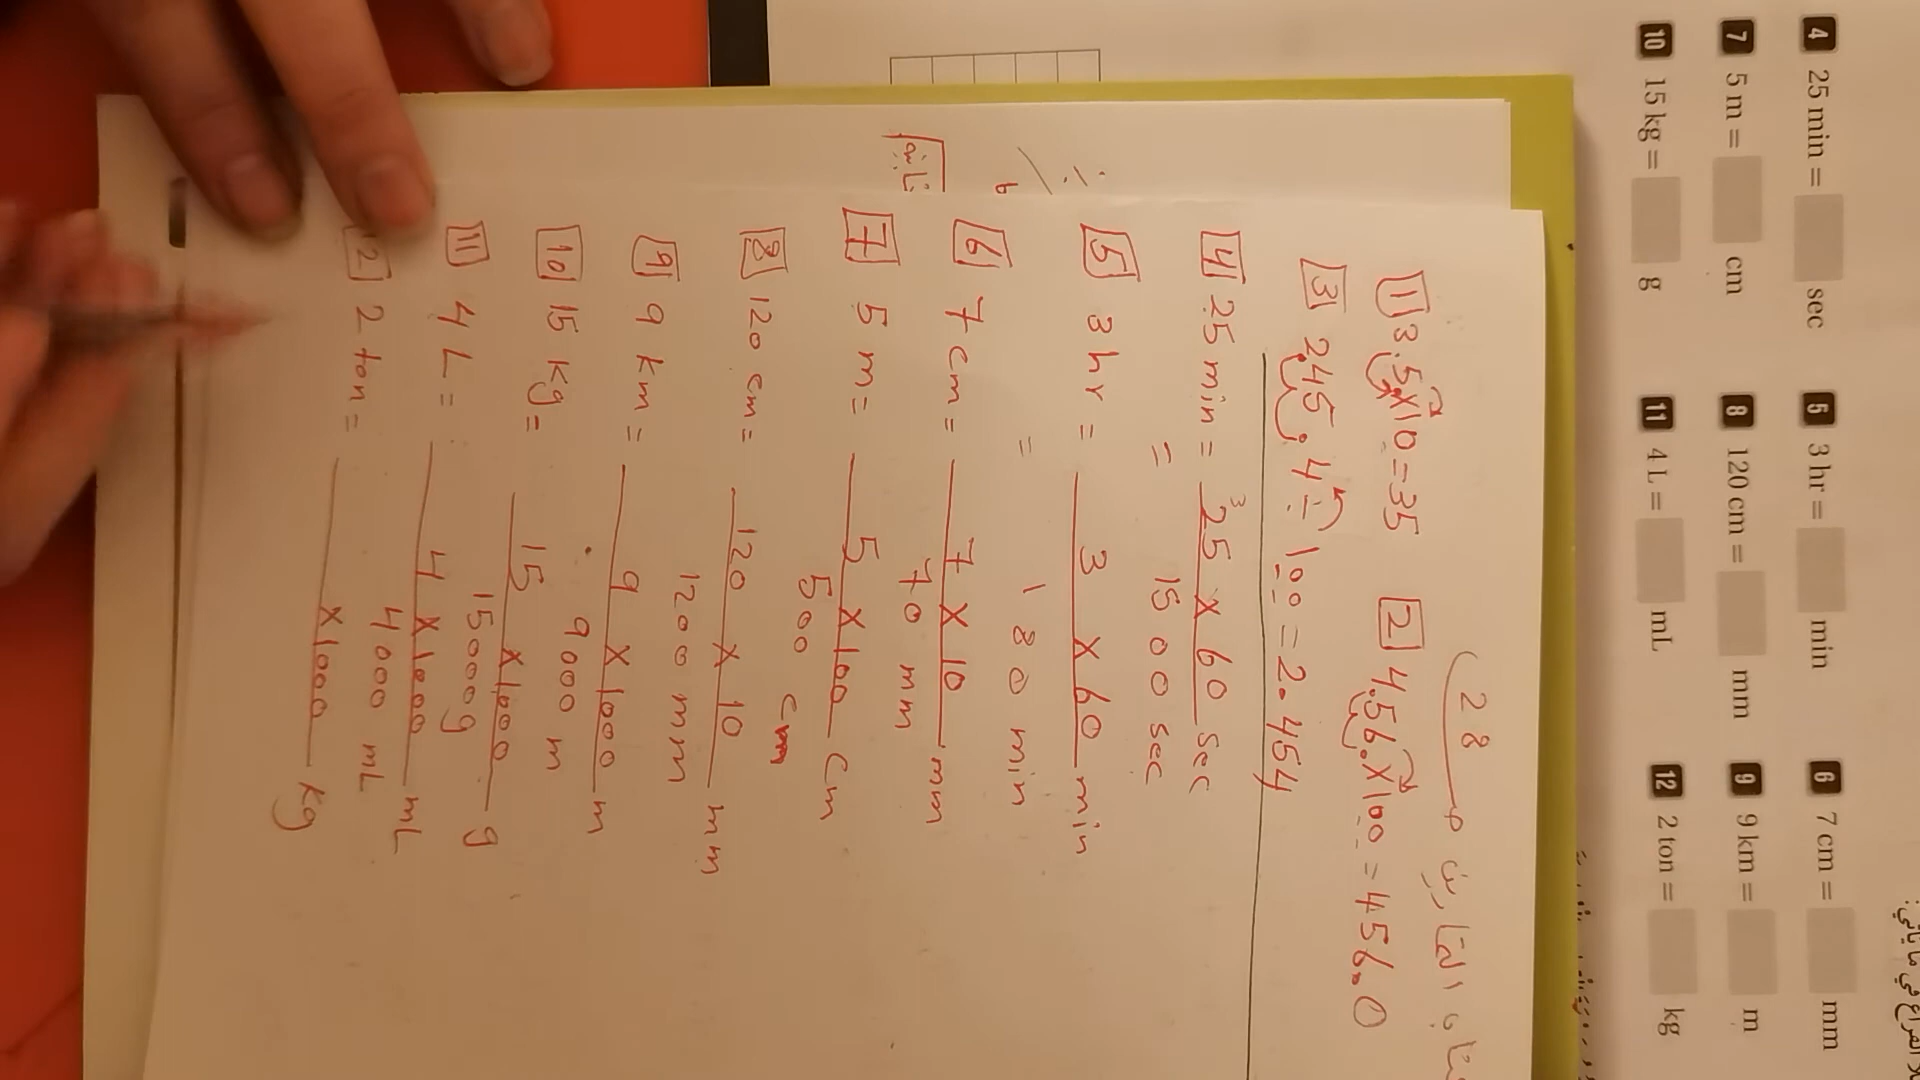 4 25 min = sec 5 3 hr = min 6 7 cm = mm
7 5 m = cm 8 120 cm = mm 9 9 km = m
10 15 kg = g 11 4 L = mL 12 2 ton = kg
التمارين ص 28
1 3.5×10=35 2 4.56.×100=456.0
3 245.4÷100=2.454
4 25 min = 25 × 60 sec
= 1500 sec
5 3 hr = 3 × 60 min
= 180 min
6 7 cm = 7 × 10 mm
70 mm
7 5 m = 5 × 100 cm
500 cm
8 120 cm = 120 × 10 mm
1200 mm
9 9 km = 9 × 1000 m
9000 m
10 15 kg = 15 × 1000 g
15000g
11 4 L = 4 × 1000 mL
4000 mL
12 2 ton = ×1000 kg